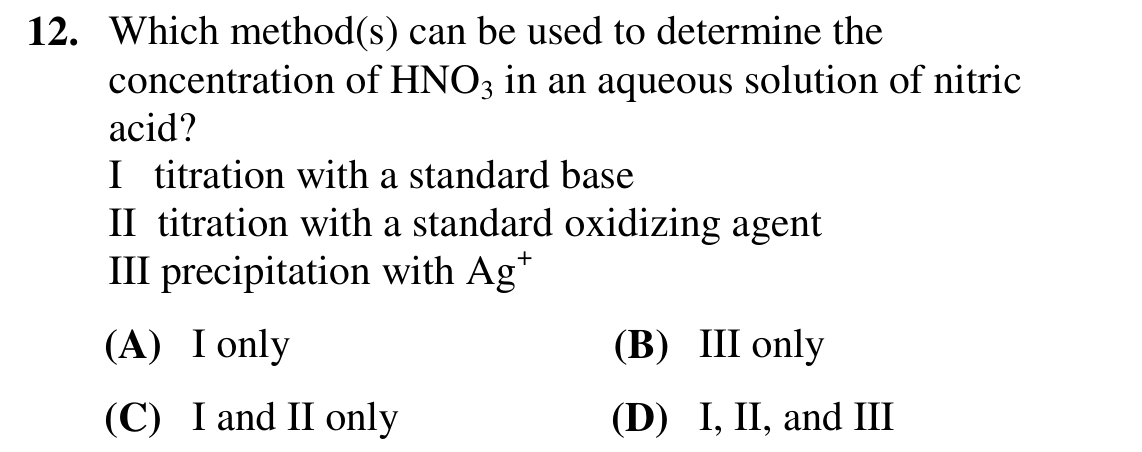 12. Which method(s) can be used to determine the
concentration of HNO₃ in an aqueous solution of nitric
acid?
I titration with a standard base
II titration with a standard oxidizing agent
III precipitation with Ag⁺
(A) I only (B) III only
(C) I and II only (D) I, II, and III